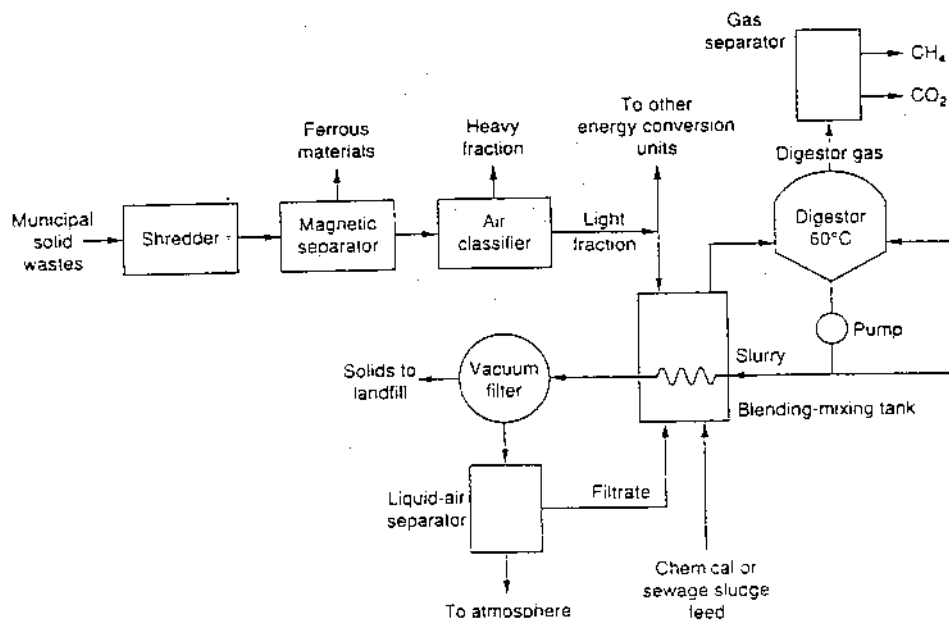 Gas
separator
CH₄
CO₂
To other
energy conversion
units
Ferrous
materials
Heavy
fraction
Digestor gas
Municipal
solid
wastes
Shredder
Magnetic
separator
Air
classifier
Light
fraction
Digestor
60°C
Pump
Solids to
landfill
Vacuum
filter
Slurry
Blending-mixing tank
Liquid-air
separator
Filtrate
Chemical or
sewage sludge
feed
To atmosphere